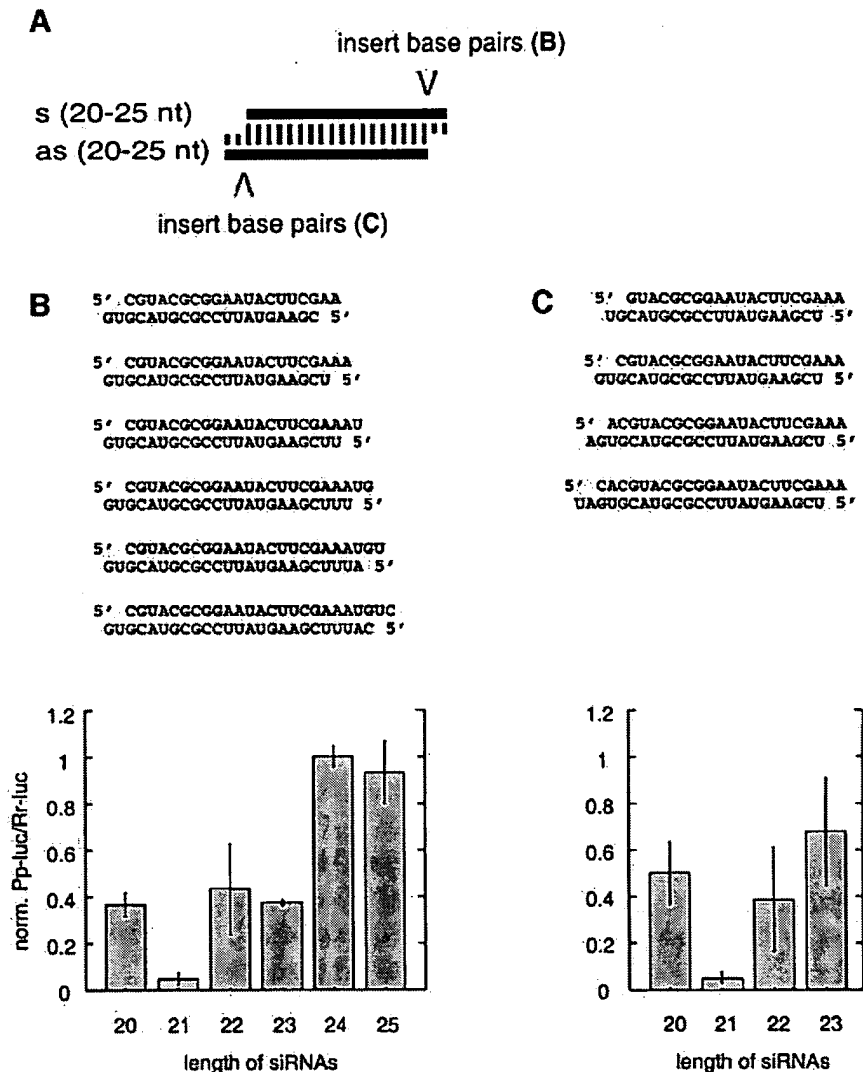 A
insert base pairs (B)
s (20-25 nt)
as (20-25 nt)
insert base pairs (C)
B
5' CGUACGCGGAAUACUUCGAA
GUGCAUGCGCCUUAUGAAGC 5'
5' CGUACGCGGAAUACUUCGAAA
GUGCAUGCGCCUUAUGAAGCU 5'
5' CGUACGCGGAAUACUUCGAAAU
GUGCAUGCGCCUUAUGAAGCUU 5'
5' CGUACGCGGAAUACUUCGAAAUG
GUGCAUGCGCCUUAUGAAGCUUU 5'
5' CGUACGCGGAAUACUUCGAAAUGU
GUGCAUGCGCCUUAUGAAGCUUUA 5'
5' CGUACGCGGAAUACUUCGAAAUGUC
GUGCAUGCGCCUUAUGAAGCUUUAC 5'
C
5' GUACGCGGAAUACUUCGAAA
UGCAUGCGCCUUAUGAAGCU 5'
5' CGUACGCGGAAUACUUCGAAA
GUGCAUGCGCCUUAUGAAGCU 5'
5' ACGUACGCGGAAUACUUCGAAA
AGUGCAUGCGCCUUAUGAAGCU 5'
5' CACGUACGCGGAAUACUUCGAAA
UAGUGCAUGCGCCUUAUGAAGCU 5'
norm. Pp-luc/Rr-luc
1.2
1
0.8
0.6
0.4
0.2
0
20 21 22 23 24 25
length of siRNAs
1.2
1
0.8
0.6
0.4
0.2
0
20 21 22 23
length of siRNAs